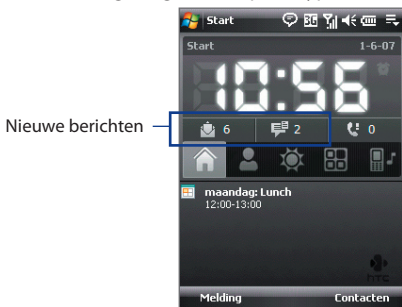 Start
Start 1-6-07
10:56
Nieuwe berichten 6 2 0
maandag: Lunch
12:00-13:00
hTC
Melding Contacten